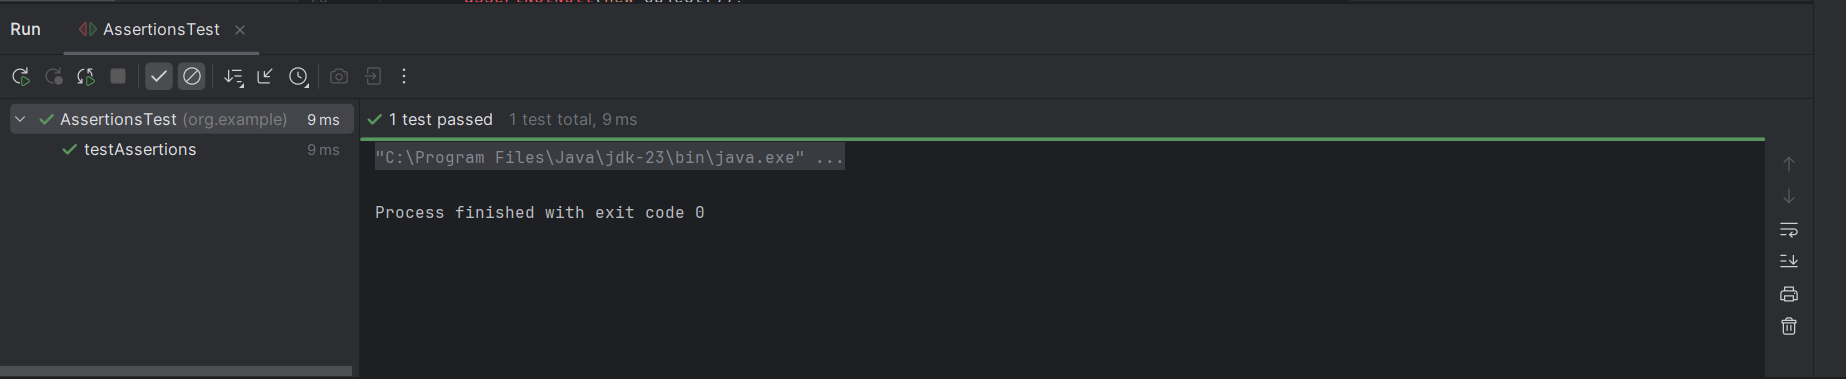 Run AssertionsTest
AssertionsTest (org.example) 9 ms
testAssertions 9 ms
1 test passed 1 test total, 9 ms
"C:\Program Files\Java\jdk-23\bin\java.exe" ...
Process finished with exit code 0